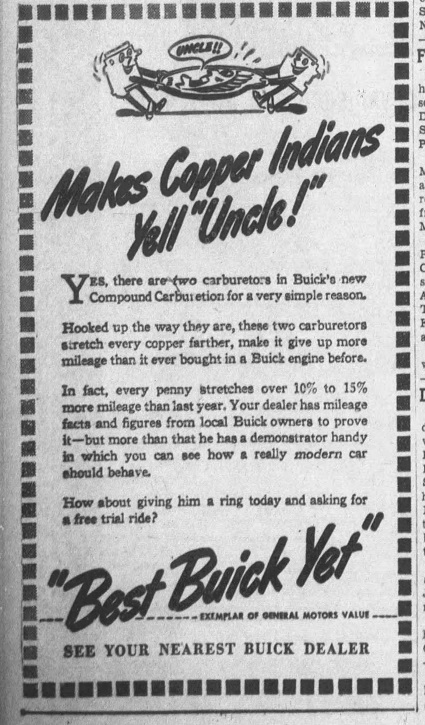 UNCLE!!
Makes Copper Indians
Yell "Uncle!"
YES, there are two carburetors in Buick's new
Compound Carburetion for a very simple reason.
Hooked up the way they are, these two carburetors
stretch every copper farther, make it give up more
mileage than it ever bought in a Buick engine before.
In fact, every penny stretches over 10% to 15%
more mileage than last year. Your dealer has mileage
facts and figures from local Buick owners to prove
it—but more than that he has a demonstrator handy
in which you can see how a really modern car
should behave.
How about giving him a ring today and asking for
a free trial ride?
"Best Buick Yet"
EXEMPLAR OF GENERAL MOTORS VALUE
SEE YOUR NEAREST BUICK DEALER